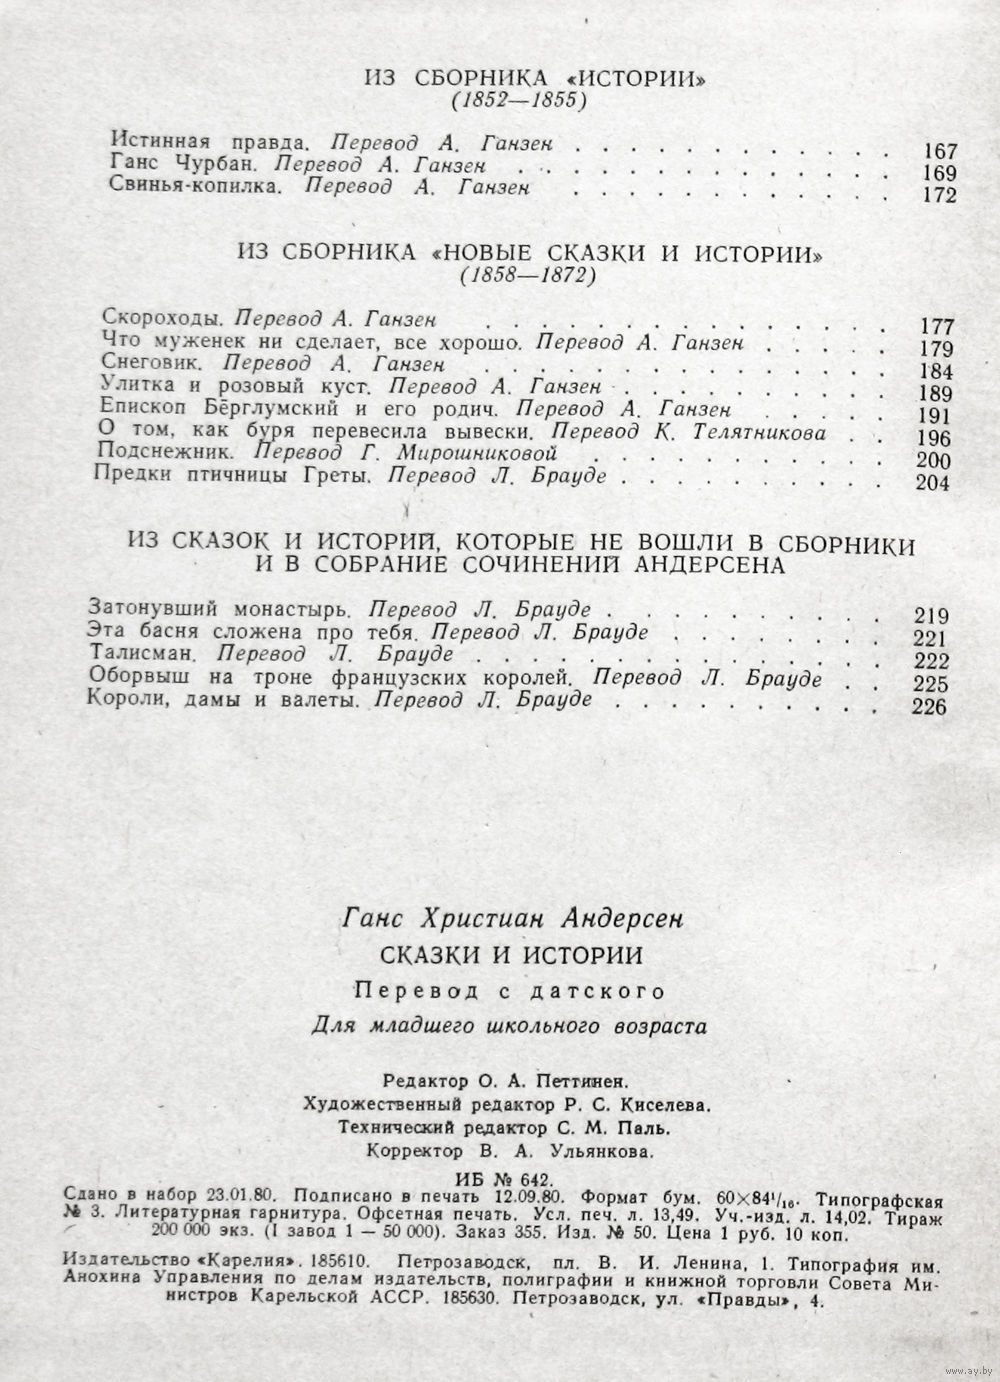 ИЗ СБОРНИКА «ИСТОРИИ»
(1852—1855)
Истинная правда. Перевод А. Ганзен . . . . . . . . . . . . 167
Ганс Чурбан. Перевод А. Ганзен . . . . . . . . . . . . . 169
Свинья-копилка. Перевод А. Ганзен . . . . . . . . . . . . 172
ИЗ СБОРНИКА «НОВЫЕ СКАЗКИ И ИСТОРИИ»
(1858—1872)
Скороходы. Перевод А. Ганзен . . . . . . . . . . . . . . . 177
Что муженек ни сделает, все хорошо. Перевод А. Ганзен . . . . . 179
Снеговик. Перевод А. Ганзен . . . . . . . . . . . . . . . 184
Улитка и розовый куст. Перевод А. Ганзен . . . . . . . . . . 189
Епископ Бёрглумский и его родич. Перевод А. Ганзен . . . . . 191
О том, как буря перевесила вывески. Перевод К. Телятникова . . 196
Подснежник. Перевод Г. Мирошниковой . . . . . . . . . . . 200
Предки птичницы Греты. Перевод Л. Брауде . . . . . . . . . . 204
ИЗ СКАЗОК И ИСТОРИЙ, КОТОРЫЕ НЕ ВОШЛИ В СБОРНИКИ
И В СОБРАНИЕ СОЧИНЕНИЙ АНДЕРСЕНА
Затонувший монастырь. Перевод Л. Брауде . . . . . . . . . . 219
Эта басня сложена про тебя. Перевод Л. Брауде . . . . . . . . 221
Талисман. Перевод Л. Брауде . . . . . . . . . . . . . . . 222
Оборвыш на троне французских королей. Перевод Л. Брауде . . 225
Короли, дамы и валеты. Перевод Л. Брауде . . . . . . . . . . 226
Ганс Христиан Андерсен
СКАЗКИ И ИСТОРИИ
Перевод с датского
Для младшего школьного возраста
Редактор О. А. Петтинен.
Художественный редактор Р. С. Киселева.
Технический редактор С. М. Паль.
Корректор В. А. Ульянкова.
ИБ № 642.
Сдано в набор 23.01.80. Подписано в печать 12.09.80. Формат бум. 60×84¹/₁₆. Типографская
№ 3. Литературная гарнитура. Офсетная печать. Усл. печ. л. 13,49. Уч.-изд. л. 14,02. Тираж
200 000 экз. (I завод 1 — 50 000). Заказ 355. Изд. № 50. Цена 1 руб. 10 коп.
Издательство «Карелия». 185610. Петрозаводск, пл. В. И. Ленина, 1. Типография им.
Анохина Управления по делам издательств, полиграфии и книжной торговли Совета Ми-
нистров Карельской АССР. 185630. Петрозаводск, ул. «Правды», 4.
www.ay.by